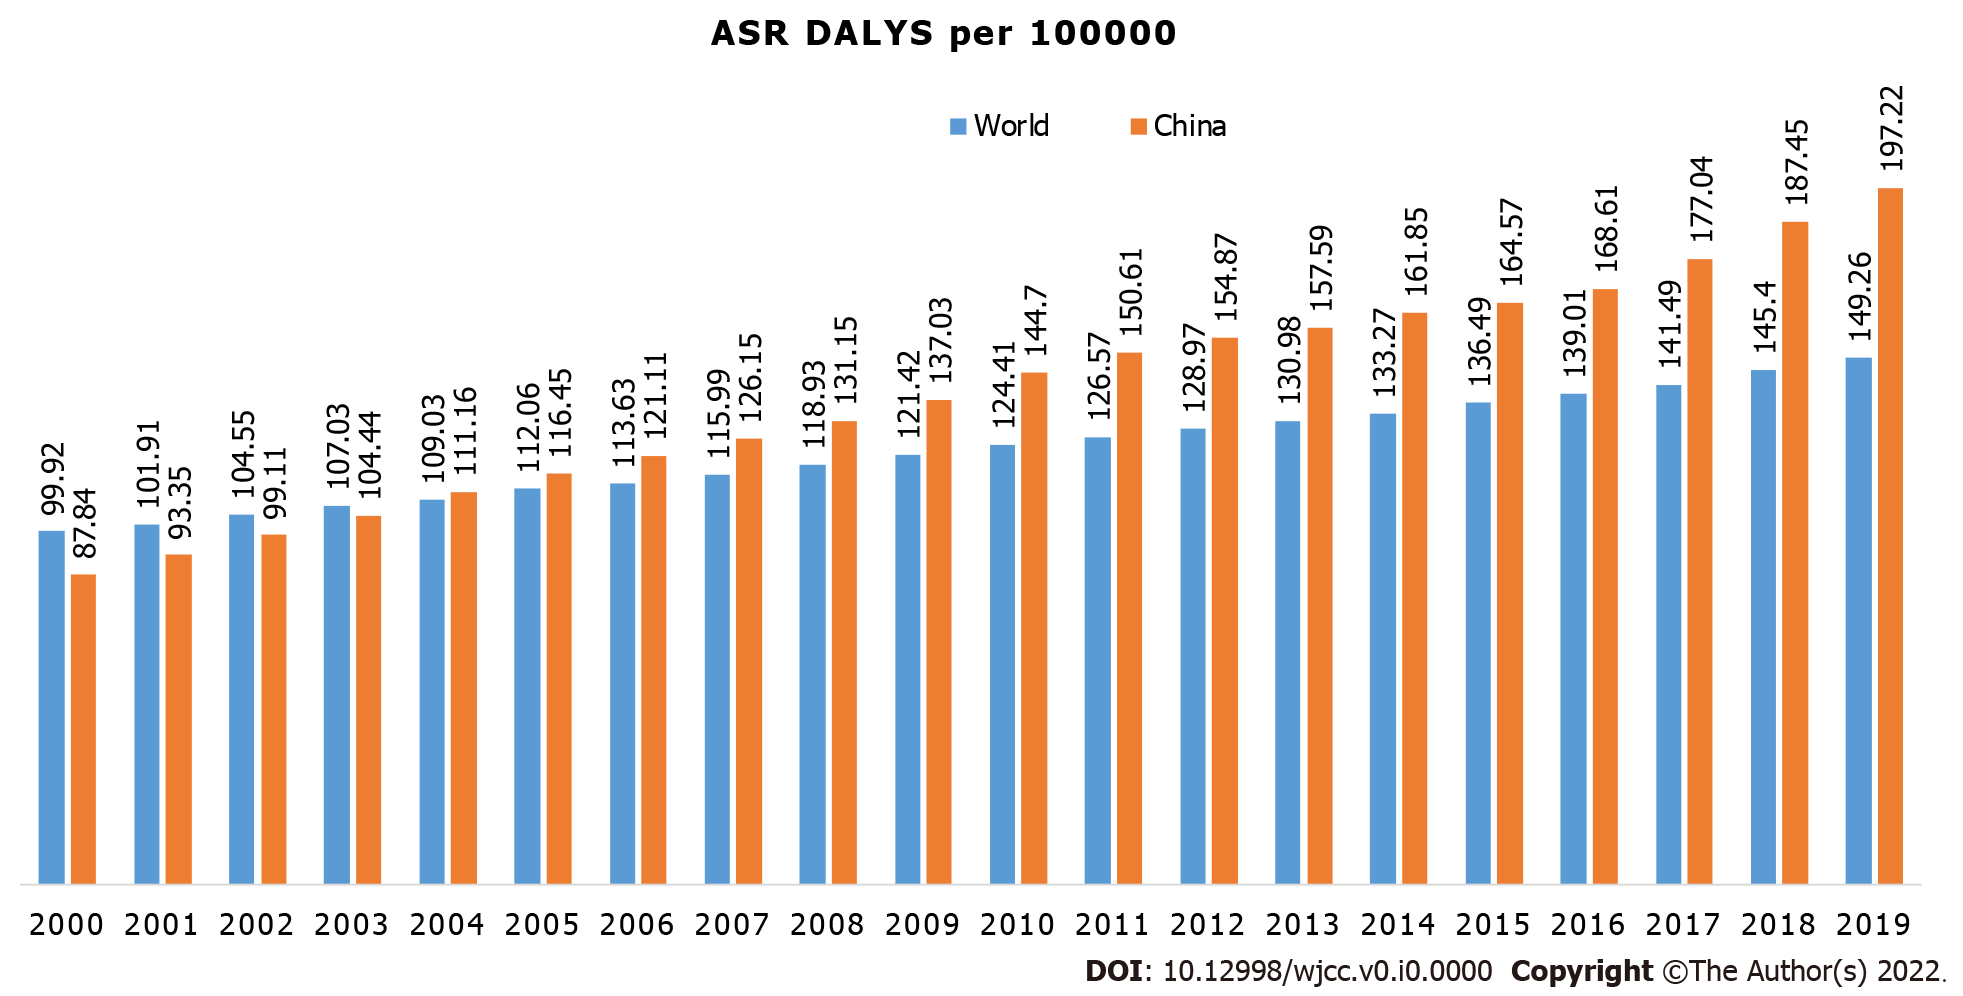 ASR DALYS per 100000
World China
99.92 87.84 101.91 93.35 104.55 99.11 107.03 104.44 109.03 111.16 112.06 116.45 113.63 121.11 115.99 126.15 118.93 131.15 121.42 137.03 124.41 144.7 126.57 150.61 128.97 154.87 130.98 157.59 133.27 161.85 136.49 164.57 139.01 168.61 141.49 177.04 145.4 187.45 149.26 197.22
2000 2001 2002 2003 2004 2005 2006 2007 2008 2009 2010 2011 2012 2013 2014 2015 2016 2017 2018 2019
DOI: 10.12998/wjcc.v0.i0.0000 Copyright ©The Author(s) 2022.